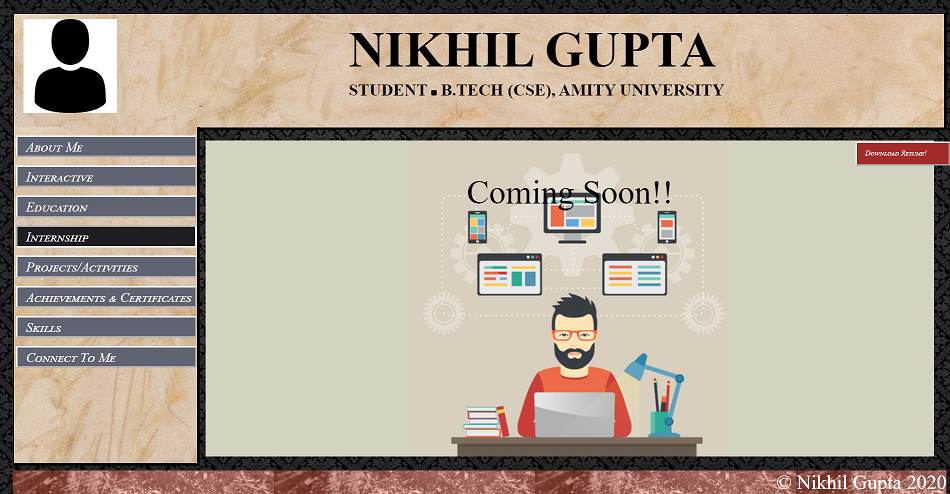 NIKHIL GUPTA
STUDENT ■ B.TECH (CSE), AMITY UNIVERSITY
About Me
Interactive
Education
Internship
Projects/Activities
Achievements & Certificates
Skills
Connect To Me
Download Resume!
Coming Soon!!
© Nikhil Gupta 2020